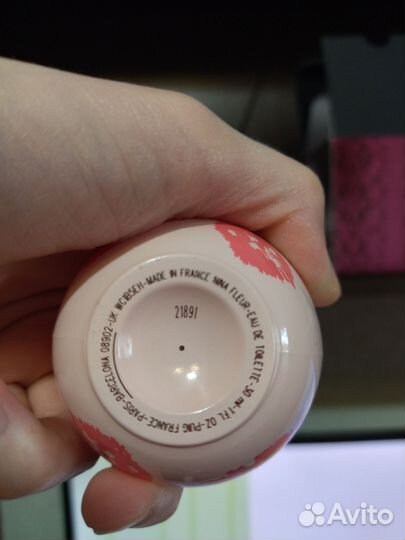 MADE IN FRANCE NINA FLEUR-EAU DE TOILETTE-50 ml-1 FL OZ-PUIG FRANCE-PARIS-BARCELONA 08902-UK WC1B5EH-
21891
Avito